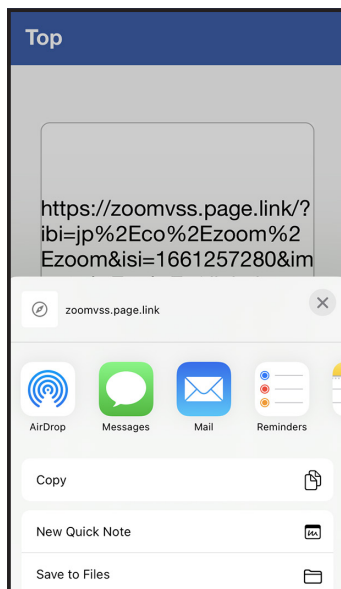 Top
https://zoomvss.page.link/?
ibi=jp%2Eco%2Ezoom%2
Ezoom&isi=1661257280&im
zoomvss.page.link
AirDrop
Messages
Mail
Reminders
Copy
New Quick Note
Save to Files